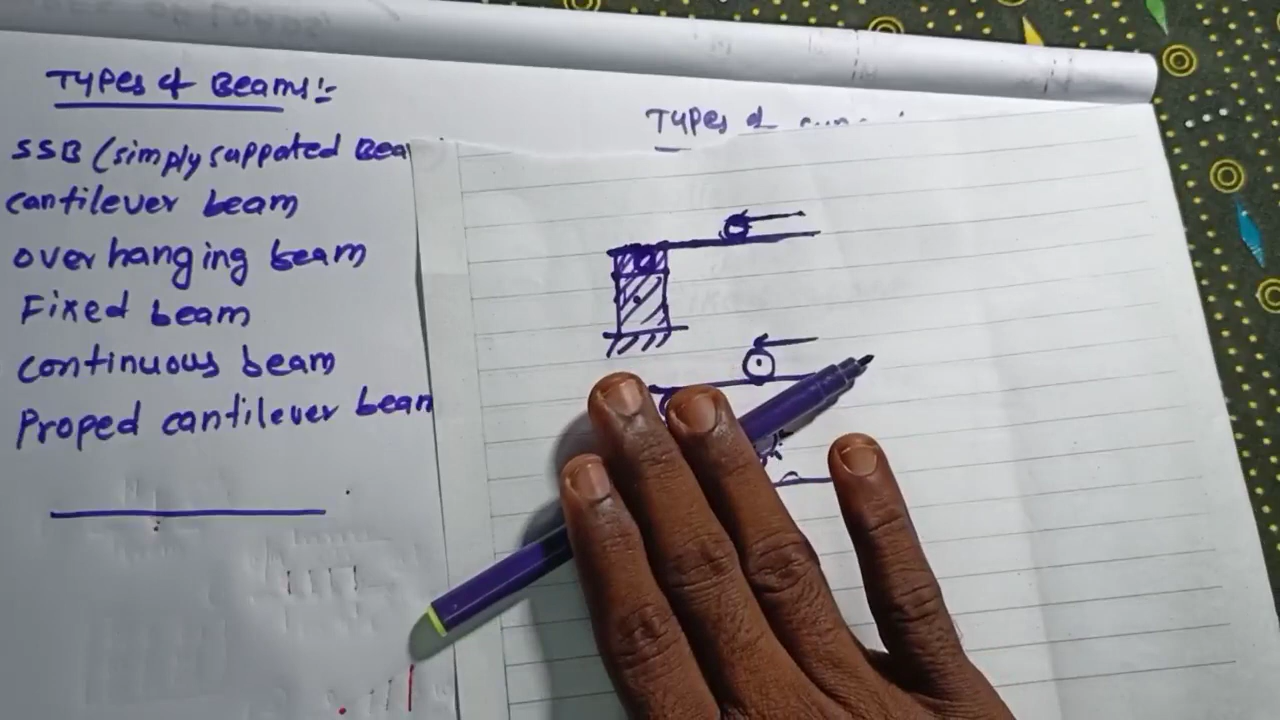 Types of Beams:-
SSB (simply suppoted Bea
cantilever beam
overhanging beam
Fixed beam
continuous beam
Proped cantilever beam
Types of